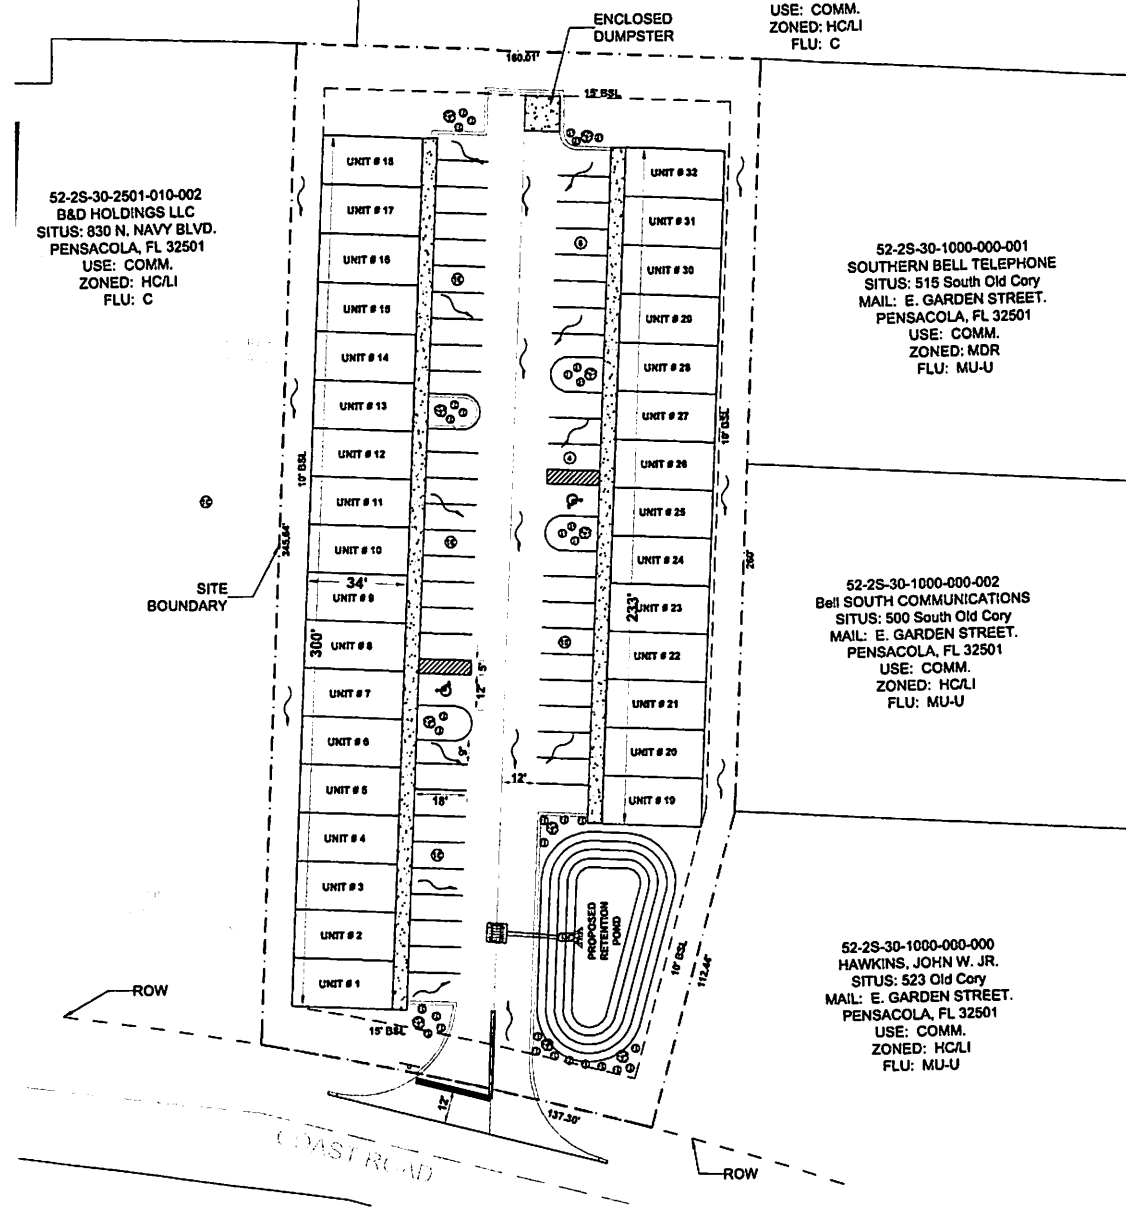 USE: COMM.
ZONED: HC/LI
FLU: C
ENCLOSED
DUMPSTER
160.01'
15' BSL
52-2S-30-2501-010-002
B&D HOLDINGS LLC
SITUS: 830 N. NAVY BLVD.
PENSACOLA, FL 32501
USE: COMM.
ZONED: HC/LI
FLU: C
UNIT # 18
UNIT # 17
UNIT # 16
UNIT # 15
UNIT # 14
UNIT # 13
UNIT # 12
UNIT # 11
UNIT # 10
34'
UNIT # 9
300'
UNIT # 8
UNIT # 7
UNIT # 6
UNIT # 5
UNIT # 4
UNIT # 3
UNIT # 2
UNIT # 1
10' BSL
345.64'
SITE
BOUNDARY
UNIT # 32
UNIT # 31
UNIT # 30
UNIT # 29
UNIT # 28
UNIT # 27
UNIT # 26
UNIT # 25
UNIT # 24
233'
UNIT # 23
UNIT # 22
UNIT # 21
UNIT # 20
UNIT # 19
10' BSL
260'
5'
12'
9'
18'
12'
52-2S-30-1000-000-001
SOUTHERN BELL TELEPHONE
SITUS: 515 South Old Cory
MAIL: E. GARDEN STREET.
PENSACOLA, FL 32501
USE: COMM.
ZONED: MDR
FLU: MU-U
52-2S-30-1000-000-002
Bell SOUTH COMMUNICATIONS
SITUS: 500 South Old Cory
MAIL: E. GARDEN STREET.
PENSACOLA, FL 32501
USE: COMM.
ZONED: HC/LI
FLU: MU-U
PROPOSED
RETENTION
POND
10' BSL
112.44'
52-2S-30-1000-000-000
HAWKINS, JOHN W. JR.
SITUS: 523 Old Cory
MAIL: E. GARDEN STREET.
PENSACOLA, FL 32501
USE: COMM.
ZONED: HC/LI
FLU: MU-U
ROW
15' BSL
12'
137.30'
COAST ROAD
ROW